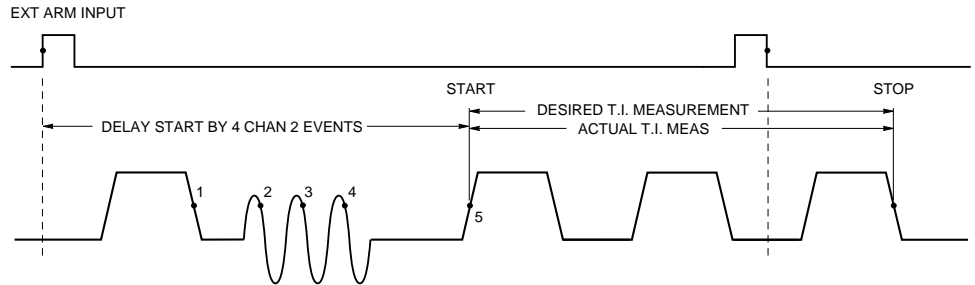 EXT ARM INPUT
START
STOP
DESIRED T.I. MEASUREMENT
DELAY START BY 4 CHAN 2 EVENTS
ACTUAL T.I. MEAS
1
2
3
4
5